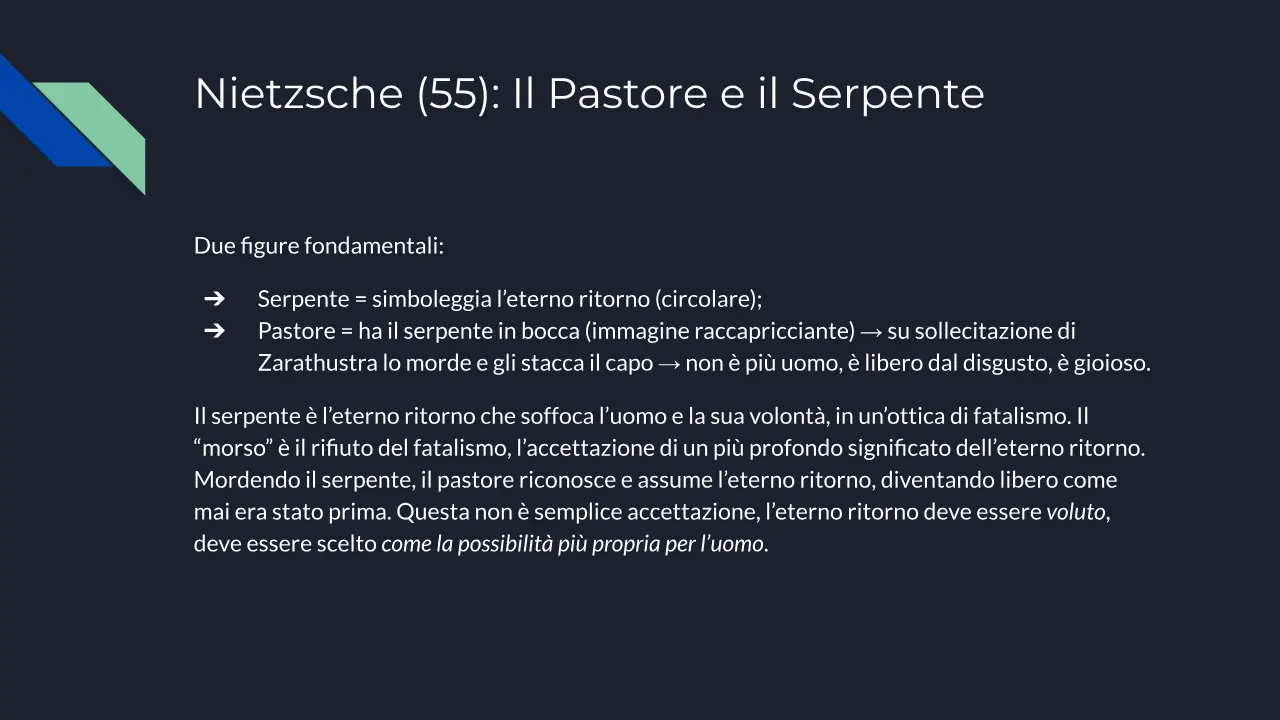 Nietzsche (55): Il Pastore e il Serpente
Due figure fondamentali:
➔ Serpente = simboleggia l’eterno ritorno (circolare);
➔ Pastore = ha il serpente in bocca (immagine raccapricciante) → su sollecitazione di
Zarathustra lo morde e gli stacca il capo → non è più uomo, è libero dal disgusto, è gioioso.
Il serpente è l’eterno ritorno che soffoca l’uomo e la sua volontà, in un’ottica di fatalismo. Il
“morso” è il rifiuto del fatalismo, l’accettazione di un più profondo significato dell’eterno ritorno.
Mordendo il serpente, il pastore riconosce e assume l’eterno ritorno, diventando libero come
mai era stato prima. Questa non è semplice accettazione, l’eterno ritorno deve essere voluto,
deve essere scelto come la possibilità più propria per l’uomo.